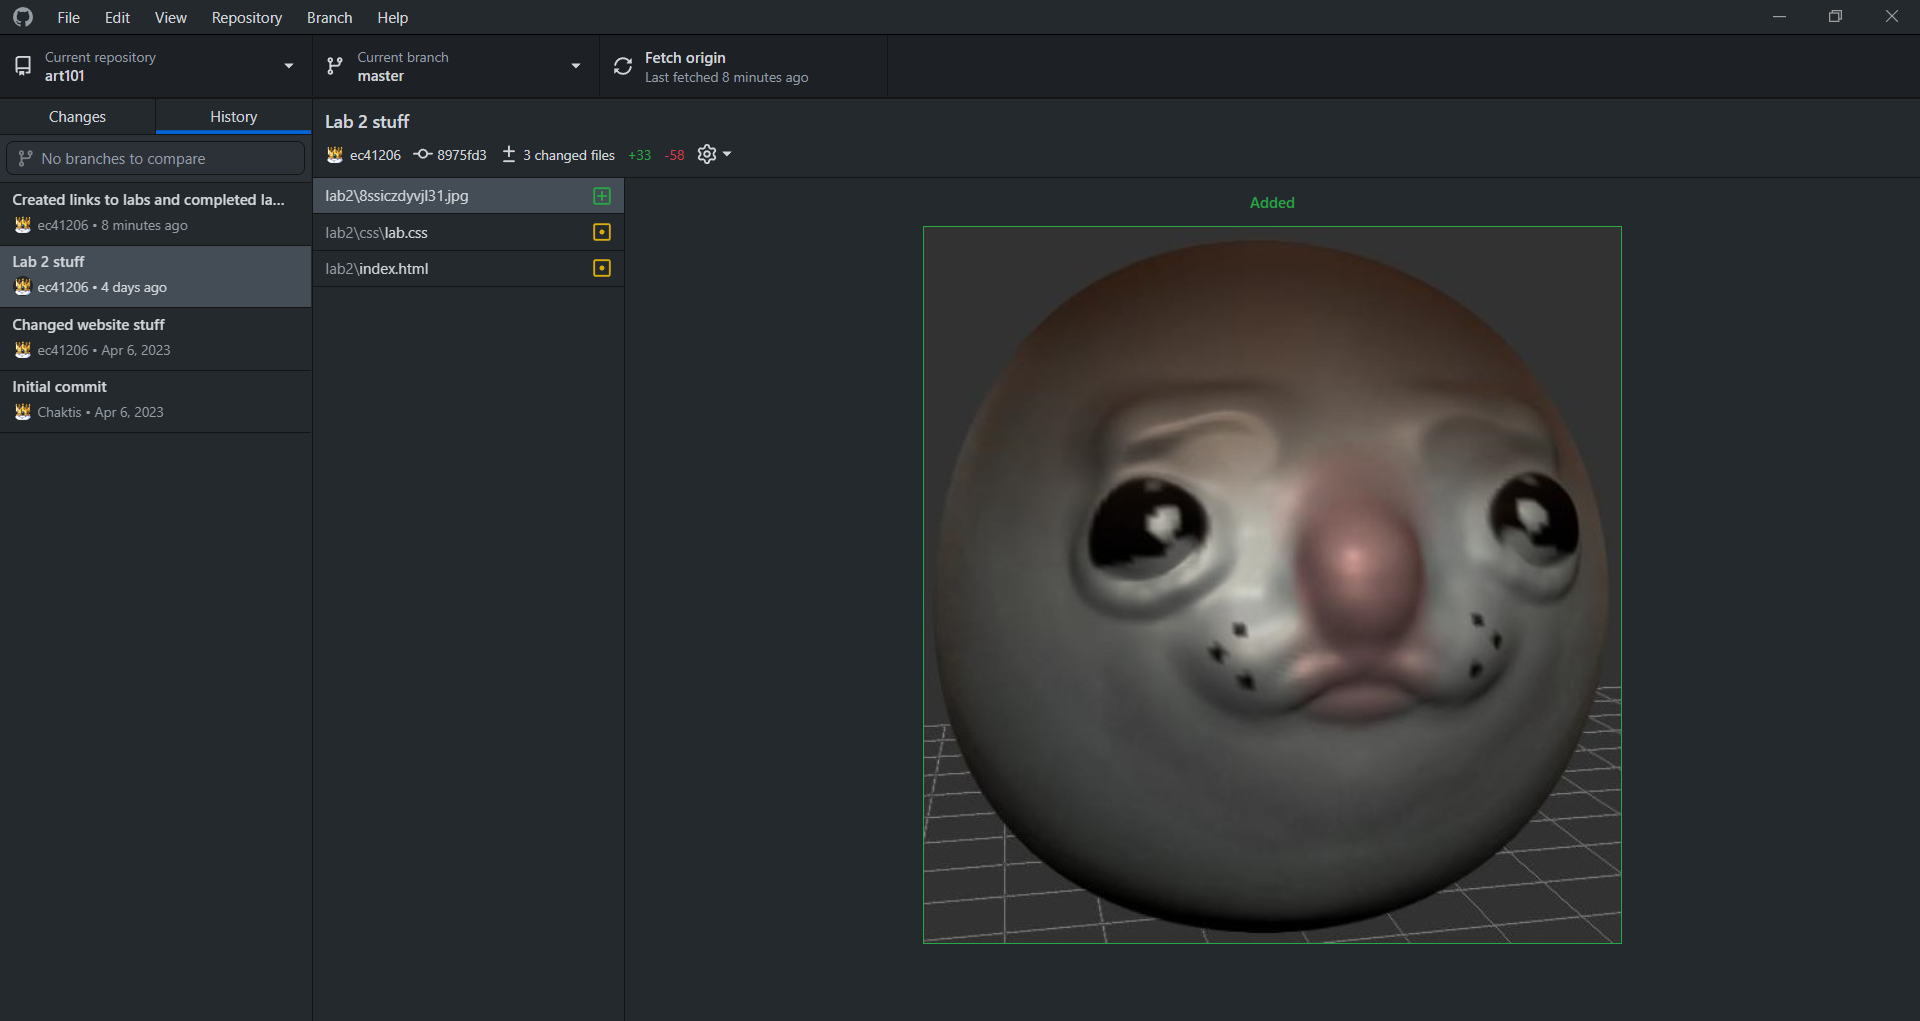 File Edit View Repository Branch Help
Current repository
art101
Current branch
master
Fetch origin
Last fetched 8 minutes ago
Changes
History
No branches to compare
Created links to labs and completed la...
ec41206 • 8 minutes ago
Lab 2 stuff
ec41206 • 4 days ago
Changed website stuff
ec41206 • Apr 6, 2023
Initial commit
Chaktis • Apr 6, 2023
Lab 2 stuff
ec41206 8975fd3 3 changed files +33 -58
lab2\8ssiczdyvjl31.jpg
lab2\css\lab.css
lab2\index.html
Added